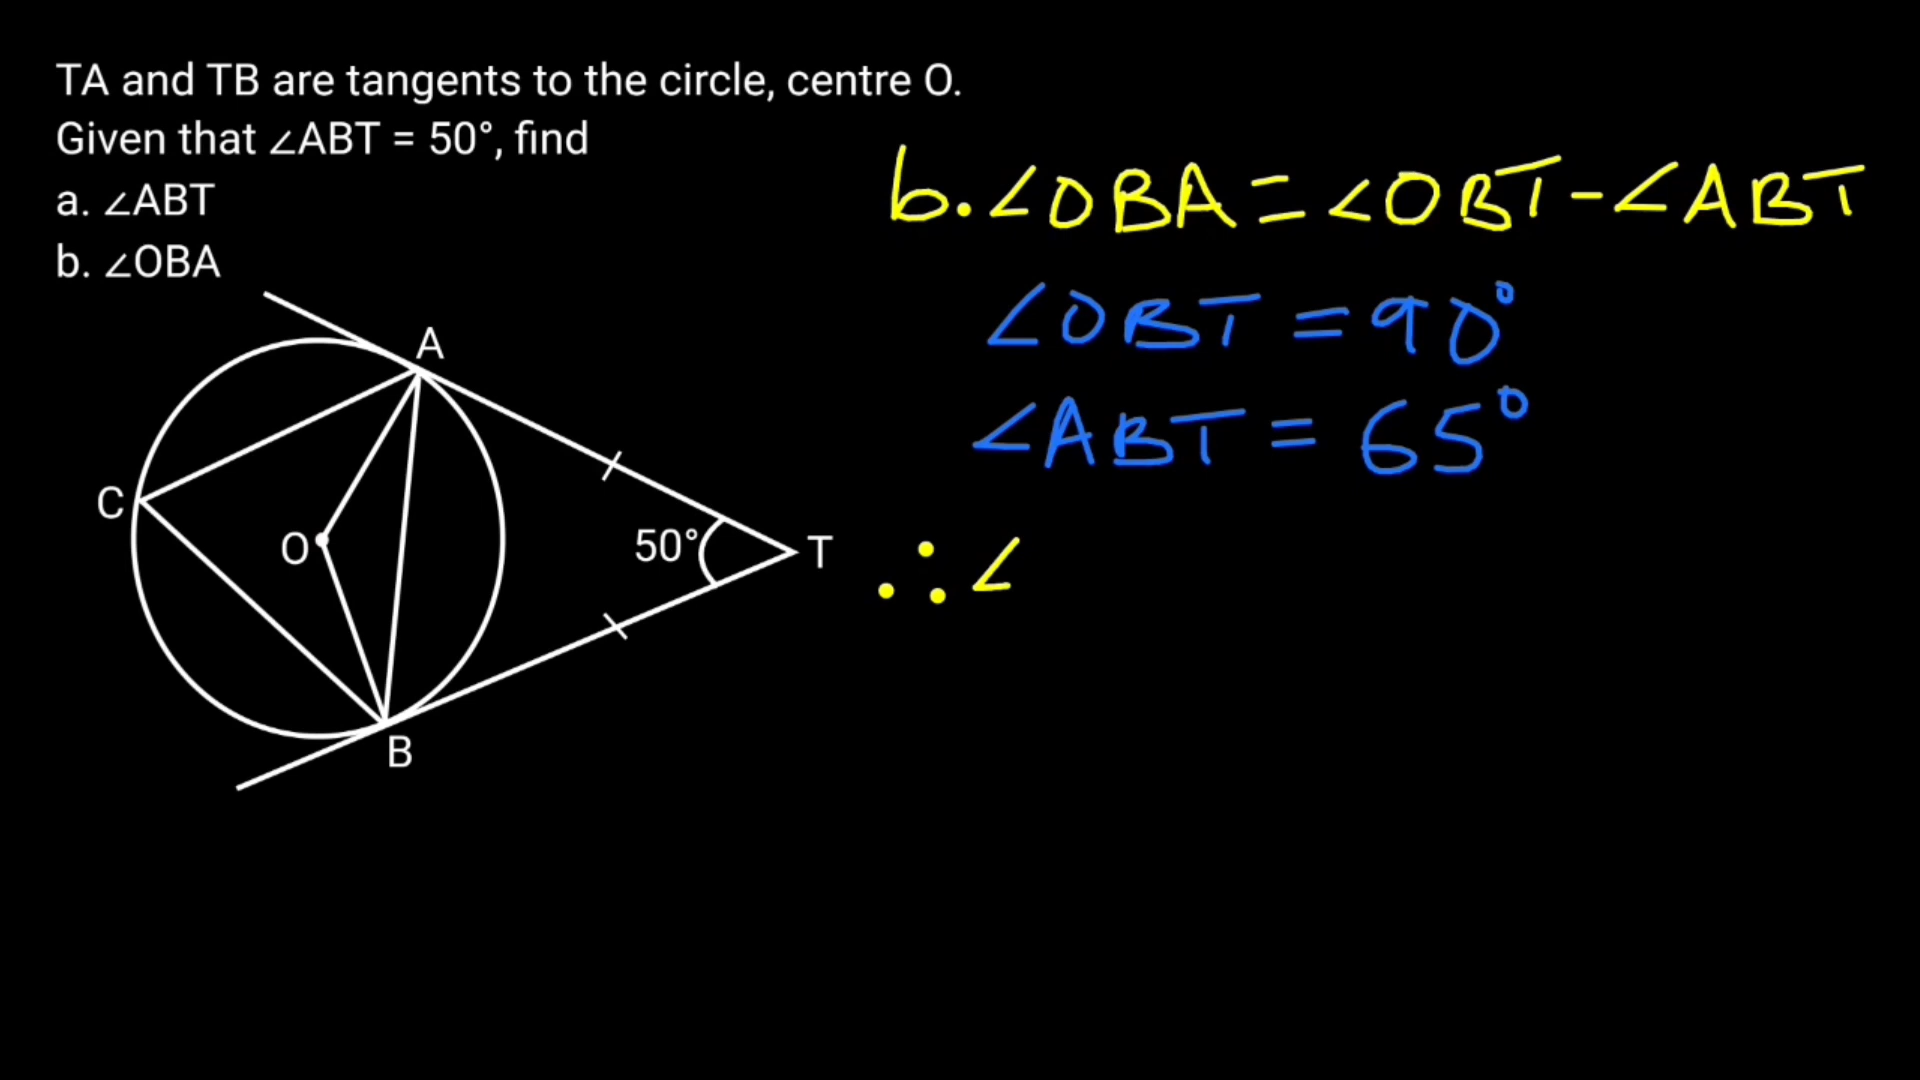 TA and TB are tangents to the circle, centre O.
Given that ∠ABT = 50°, find
a. ∠ABT
b. ∠OBA
b. ∠OBA = ∠OBT - ∠ABT
∠OBT = 90°
∠ABT = 65°
∴ ∠
A
C
O
50°
T
B